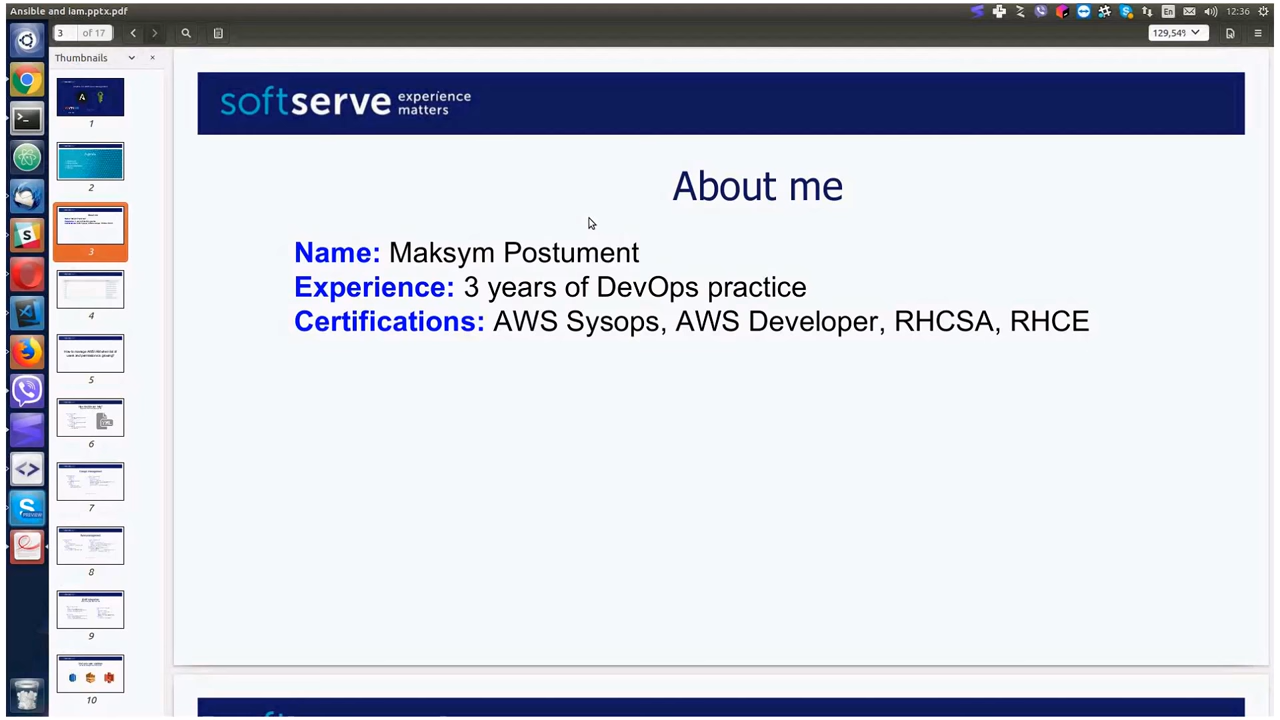 Ansible and iam.pptx.pdf
En
12:36
3 of 17
129,54%
Thumbnails
softserve experience
matters
About me
Name: Maksym Postument
Experience: 3 years of DevOps practice
Certifications: AWS Sysops, AWS Developer, RHCSA, RHCE
1
2
3
4
5
6
7
8
9
10
PREVIEW